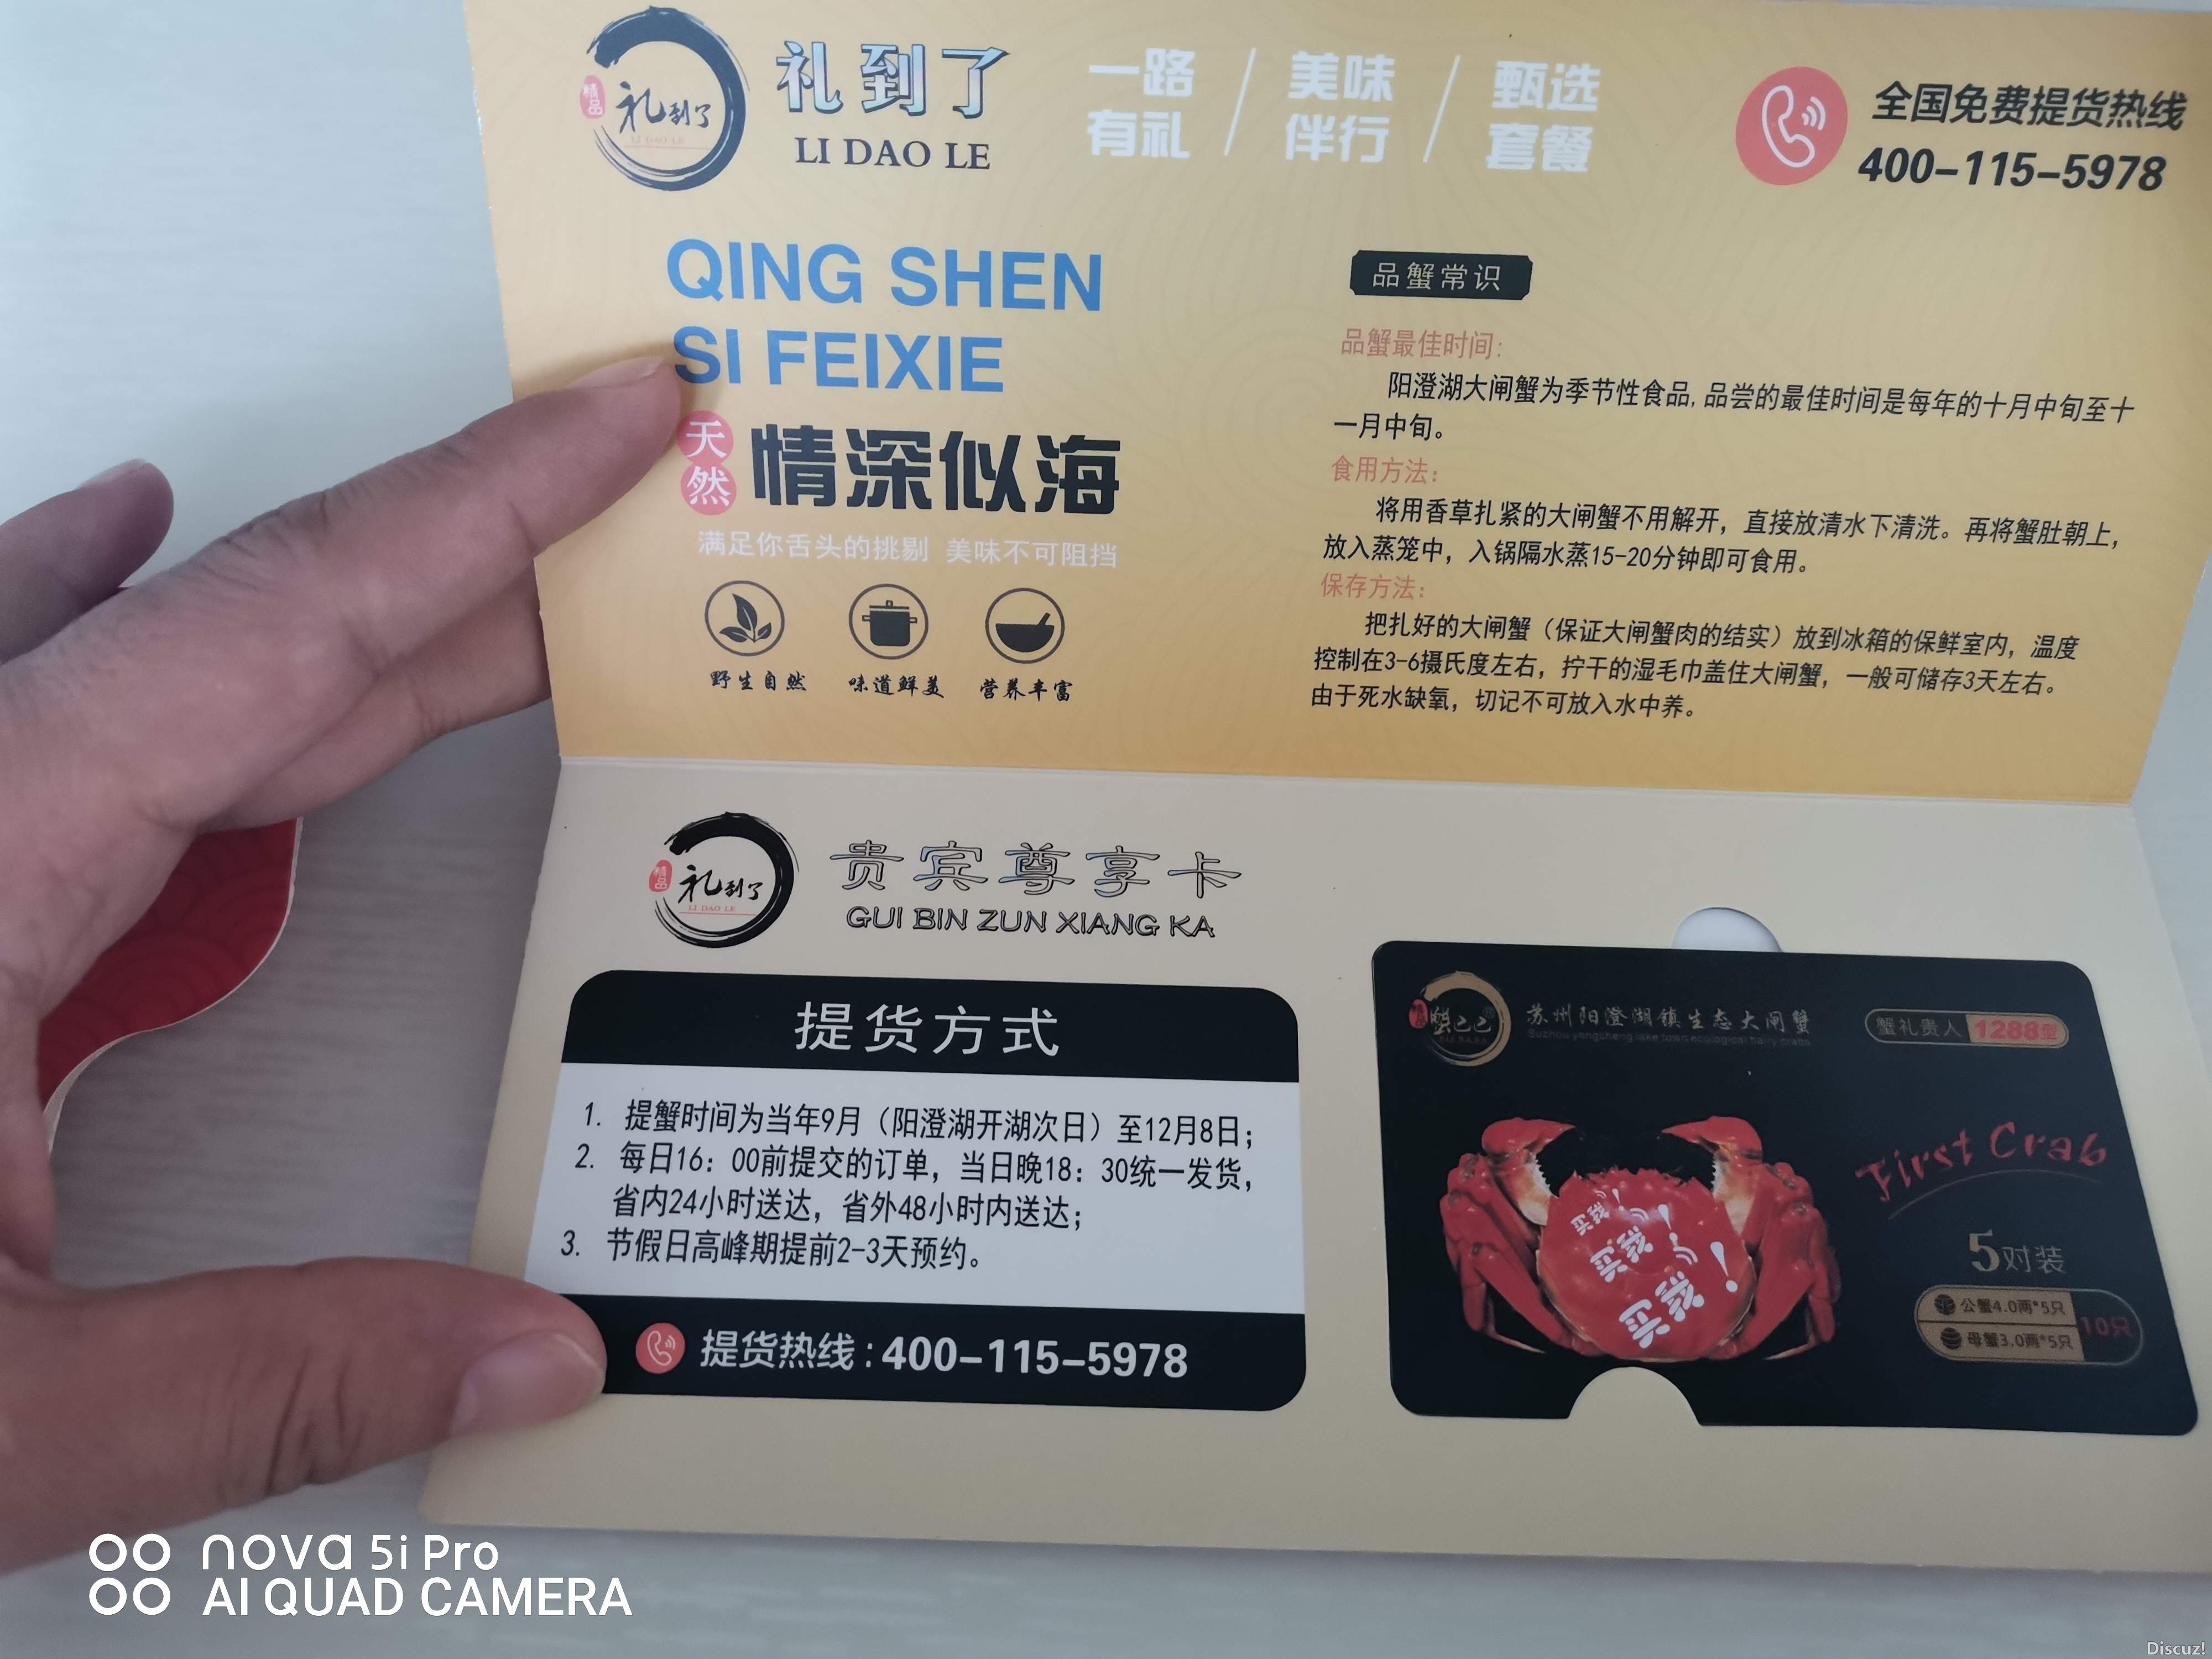 精品
礼到了
LI DAO LE
礼到了
LI DAO LE
一路 / 美味 / 甄选
有礼 / 伴行 / 套餐
全国免费提货热线
400-115-5978
QING SHEN
SI FEIXIE
天然
情深似海
满足你舌头的挑剔 美味不可阻挡
野生自然 味道鲜美 营养丰富
品蟹常识
品蟹最佳时间:
阳澄湖大闸蟹为季节性食品,品尝的最佳时间是每年的十月中旬至十
一月中旬。
食用方法:
将用香草扎紧的大闸蟹不用解开，直接放清水下清洗。再将蟹肚朝上，
放入蒸笼中，入锅隔水蒸15-20分钟即可食用。
保存方法:
把扎好的大闸蟹（保证大闸蟹肉的结实）放到冰箱的保鲜室内，温度
控制在3-6摄氏度左右，拧干的湿毛巾盖住大闸蟹，一般可储存3天左右。
由于死水缺氧，切记不可放入水中养。
精品
礼到了
LI DAO LE
贵宾尊享卡
GUI BIN ZUN XIANG KA
提货方式
1. 提蟹时间为当年9月（阳澄湖开湖次日）至12月8日；
2. 每日16：00前提交的订单，当日晚18：30统一发货，
省内24小时送达，省外48小时内送达；
3. 节假日高峰期提前2-3天预约。
提货热线:400-115-5978
苏州阳澄湖镇生态大闸蟹
蟹礼贵人 1288型
First Crab
买我!
买我!
买我!
5对装
公蟹4.0两*5只
母蟹3.0两*5只
10只
nova 5i Pro
AI QUAD CAMERA
Discuz!